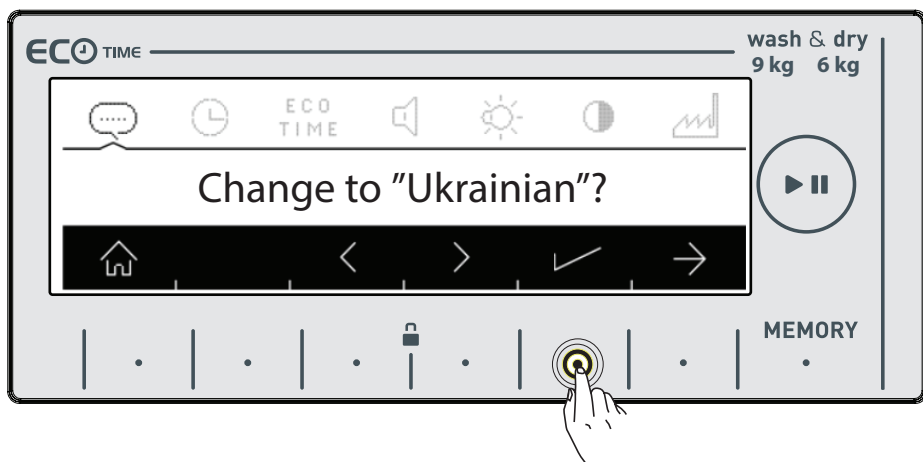 ECO TIME
wash & dry
9 kg 6 kg
ECO
TIME
Change to ”Ukrainian”?
MEMORY